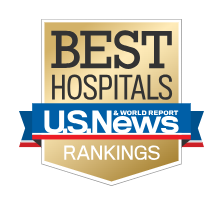 BEST
HOSPITALS
& WORLD REPORT
U.S.News
RANKINGS